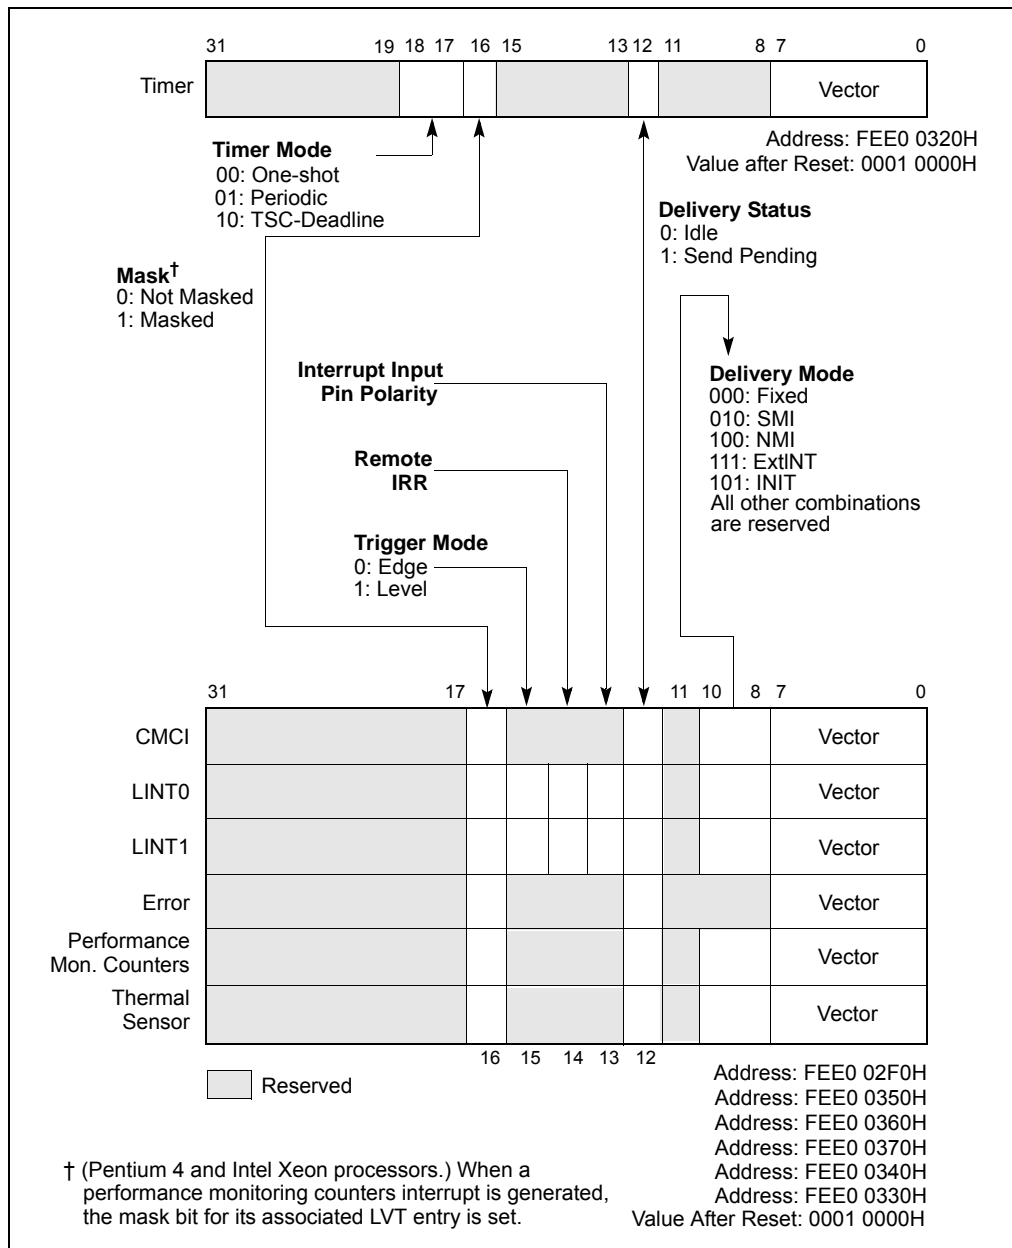 31 19 18 17 16 15 13 12 11 8 7 0
Timer Vector
Address: FEE0 0320H
Value after Reset: 0001 0000H
Timer Mode
00: One-shot
01: Periodic
10: TSC-Deadline
Delivery Status
0: Idle
1: Send Pending
Mask†
0: Not Masked
1: Masked
Interrupt Input
Pin Polarity
Delivery Mode
000: Fixed
010: SMI
100: NMI
111: ExtINT
101: INIT
All other combinations
are reserved
Remote
IRR
Trigger Mode
0: Edge
1: Level
31 17 11 10 8 7 0
CMCI Vector
LINT0 Vector
LINT1 Vector
Error Vector
Performance
Mon. Counters Vector
Thermal
Sensor Vector
16 15 14 13 12
Reserved
Address: FEE0 02F0H
Address: FEE0 0350H
Address: FEE0 0360H
Address: FEE0 0370H
Address: FEE0 0340H
Address: FEE0 0330H
Value After Reset: 0001 0000H
† (Pentium 4 and Intel Xeon processors.) When a
performance monitoring counters interrupt is generated,
the mask bit for its associated LVT entry is set.